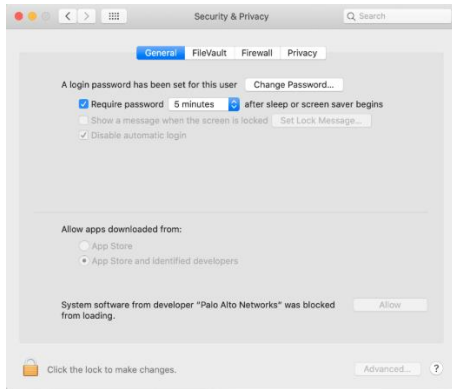 Security & Privacy
Search
General FileVault Firewall Privacy
A login password has been set for this user Change Password...
Require password 5 minutes after sleep or screen saver begins
Show a message when the screen is locked Set Lock Message...
Disable automatic login
Allow apps downloaded from:
App Store
App Store and identified developers
System software from developer "Palo Alto Networks" was blocked Allow
from loading.
Click the lock to make changes. Advanced... ?